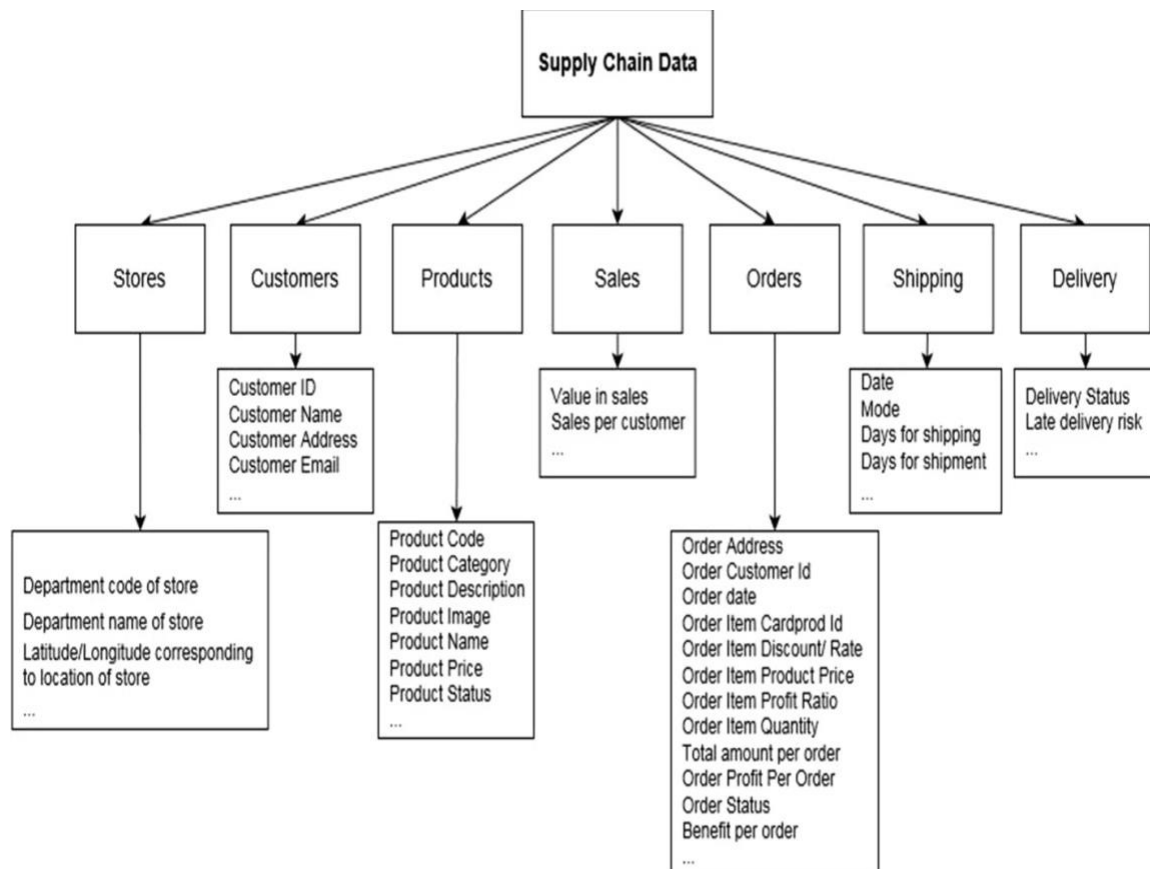 Supply Chain Data
Stores
Customers
Products
Sales
Orders
Shipping
Delivery
Customer ID
Customer Name
Customer Address
Customer Email
...
Value in sales
Sales per customer
...
Date
Mode
Days for shipping
Days for shipment
...
Delivery Status
Late delivery risk
...
Department code of store
Department name of store
Latitude/Longitude corresponding
to location of store
...
Product Code
Product Category
Product Description
Product Image
Product Name
Product Price
Product Status
...
Order Address
Order Customer Id
Order date
Order Item Cardprod Id
Order Item Discount/ Rate
Order Item Product Price
Order Item Profit Ratio
Order Item Quantity
Total amount per order
Order Profit Per Order
Order Status
Benefit per order
...